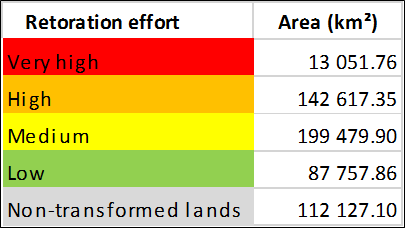 Retoration effort Area (km²)
Very high 13 051.76
High 142 617.35
Medium 199 479.90
Low 87 757.86
Non-transformed lands 112 127.10